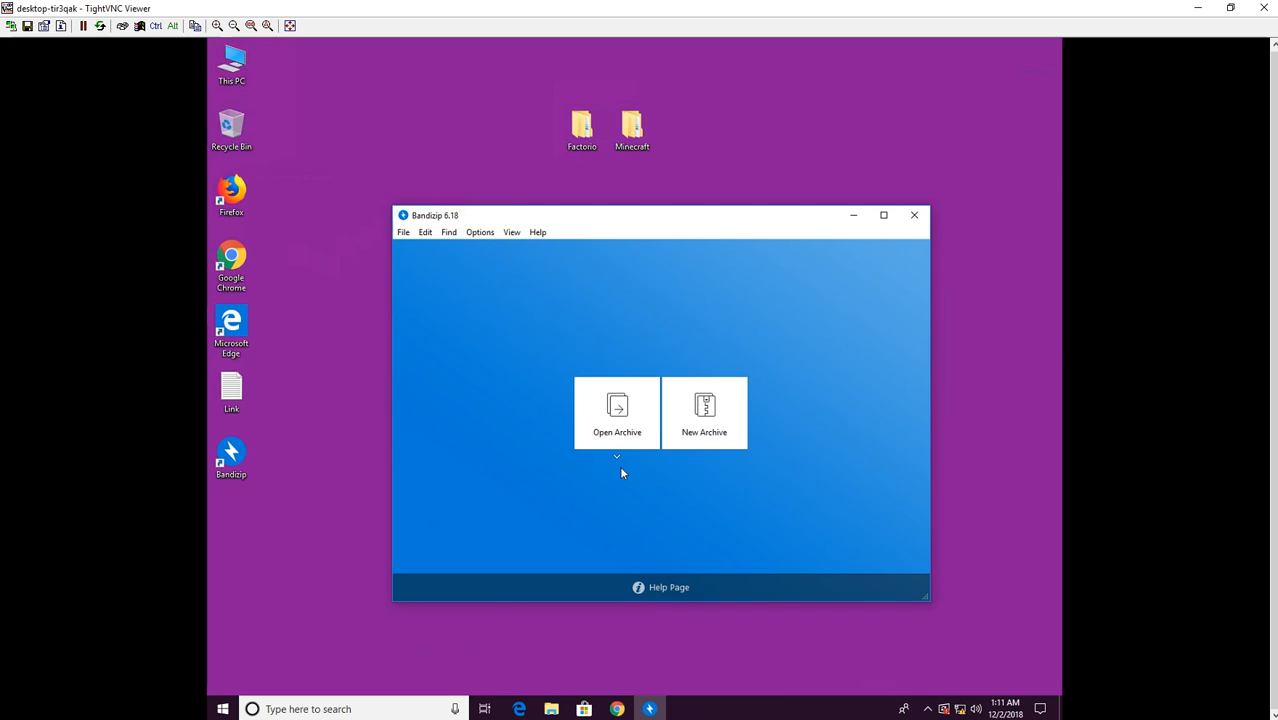 desktop-tir3qak - TightVNC Viewer
Ctrl Alt
This PC
Recycle Bin
Firefox
Google
Chrome
Microsoft
Edge
Link
Bandizip
Factorio
Minecraft
Bandizip 6.18
File Edit Find Options View Help
Open Archive
New Archive
Help Page
Type here to search
1:11 AM
12/2/2018